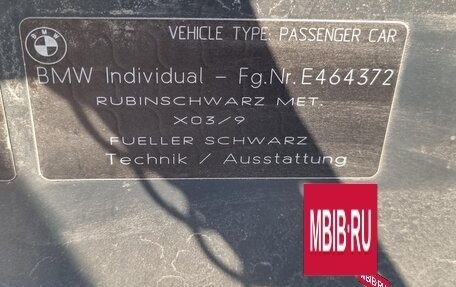 BMW
VEHICLE TYPE: PASSENGER CAR
BMW Individual - Fg.Nr.E464372
RUBINSCHWARZ MET.
X03/9
FUELLER SCHWARZ
Technik / Ausstattung
MBIB·RU